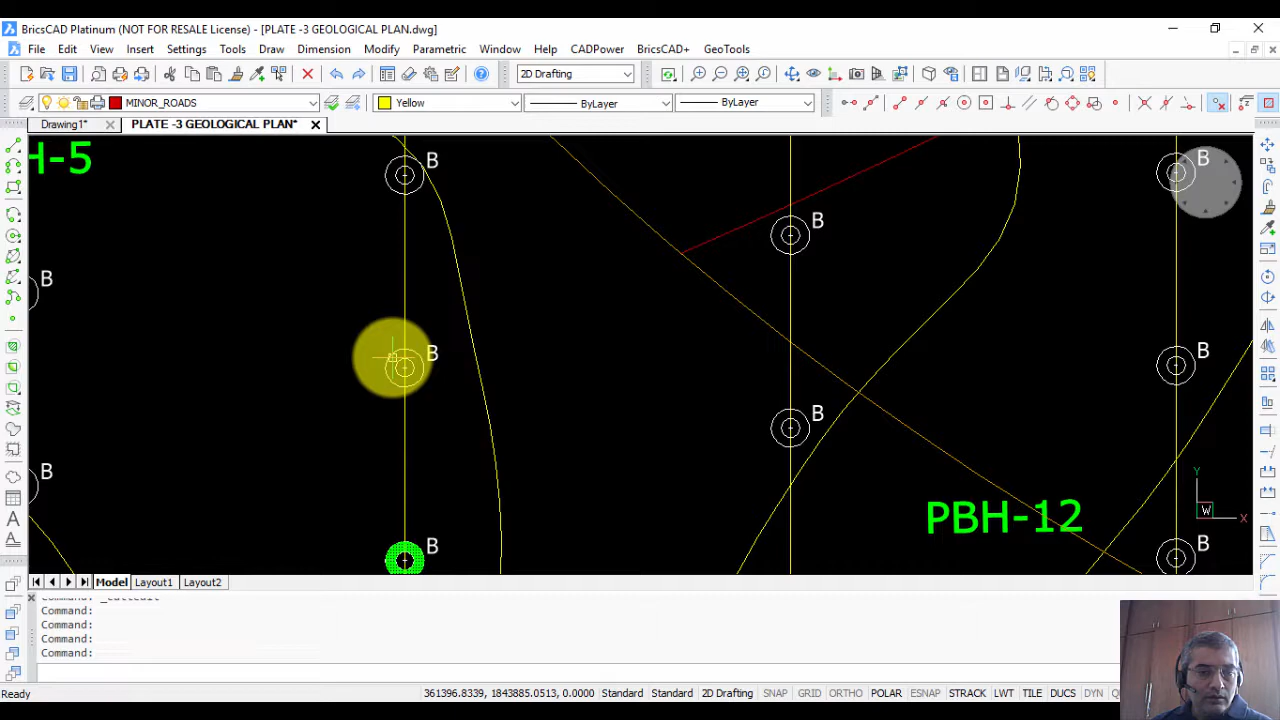 BricsCAD Platinum (NOT FOR RESALE License) - [PLATE -3 GEOLOGICAL PLAN.dwg]
File Edit View Insert Settings Tools Draw Dimension Modify Parametric Window Help CADPower BricsCAD+ GeoTools
2D Drafting
MINOR_ROADS Yellow ByLayer ByLayer
Drawing1* PLATE -3 GEOLOGICAL PLAN*
H-5
B
B
B
B
B
B
B
B
B
B
PBH-12
B
B
Y
W X
Model Layout1 Layout2
Command:
Command:
Command:
Command:
Ready 361396.8339, 1843885.0513, 0.0000 Standard Standard 2D Drafting SNAP GRID ORTHO POLAR ESNAP STRACK LWT TILE DUCS DYN